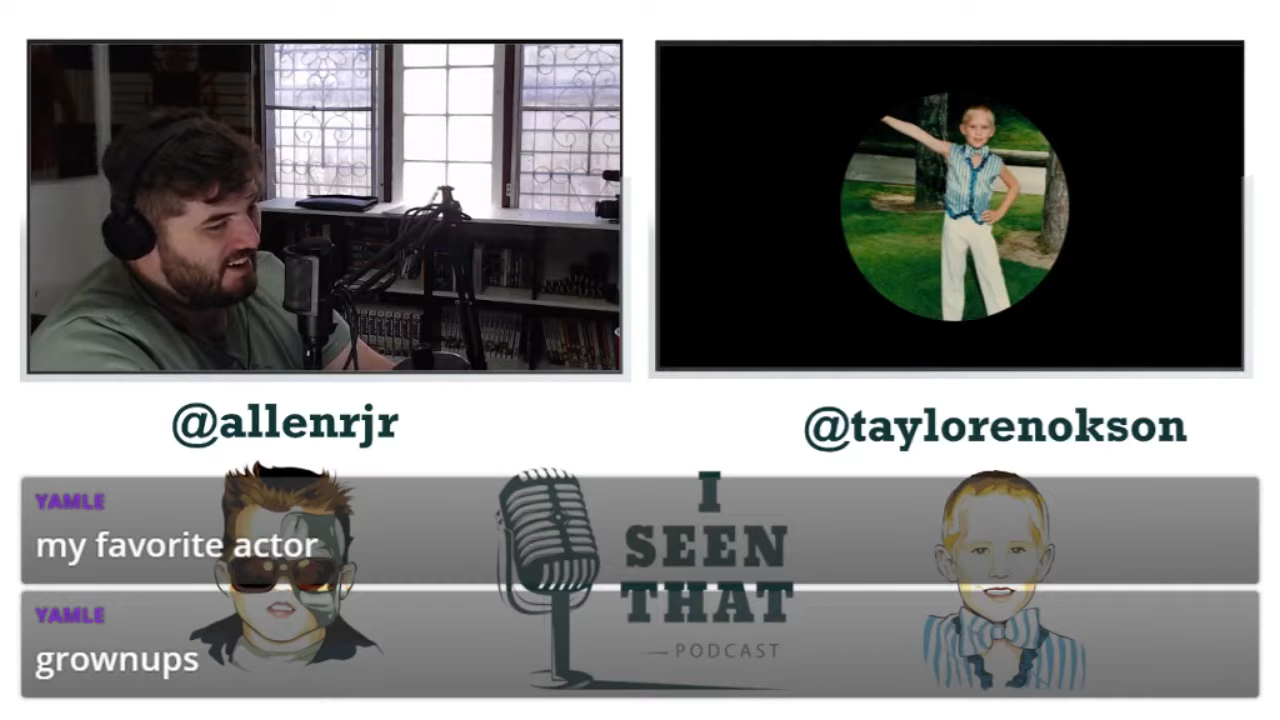 @allenrjr
@taylorenokson
YAMLE
my favorite actor
YAMLE
grownups
I
SEEN
THAT
PODCAST